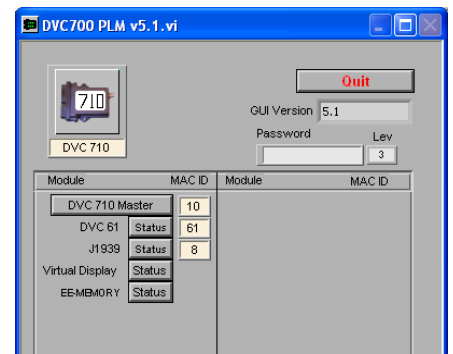 DVC700 PLM v5.1.vi
710
DVC 710
Quit
GUI Version 5.1
Password Lev
3
Module MAC ID Module MAC ID
DVC 710 Master 10
DVC 61 Status 61
J1939 Status 8
Virtual Display Status
EE-MEMORY Status